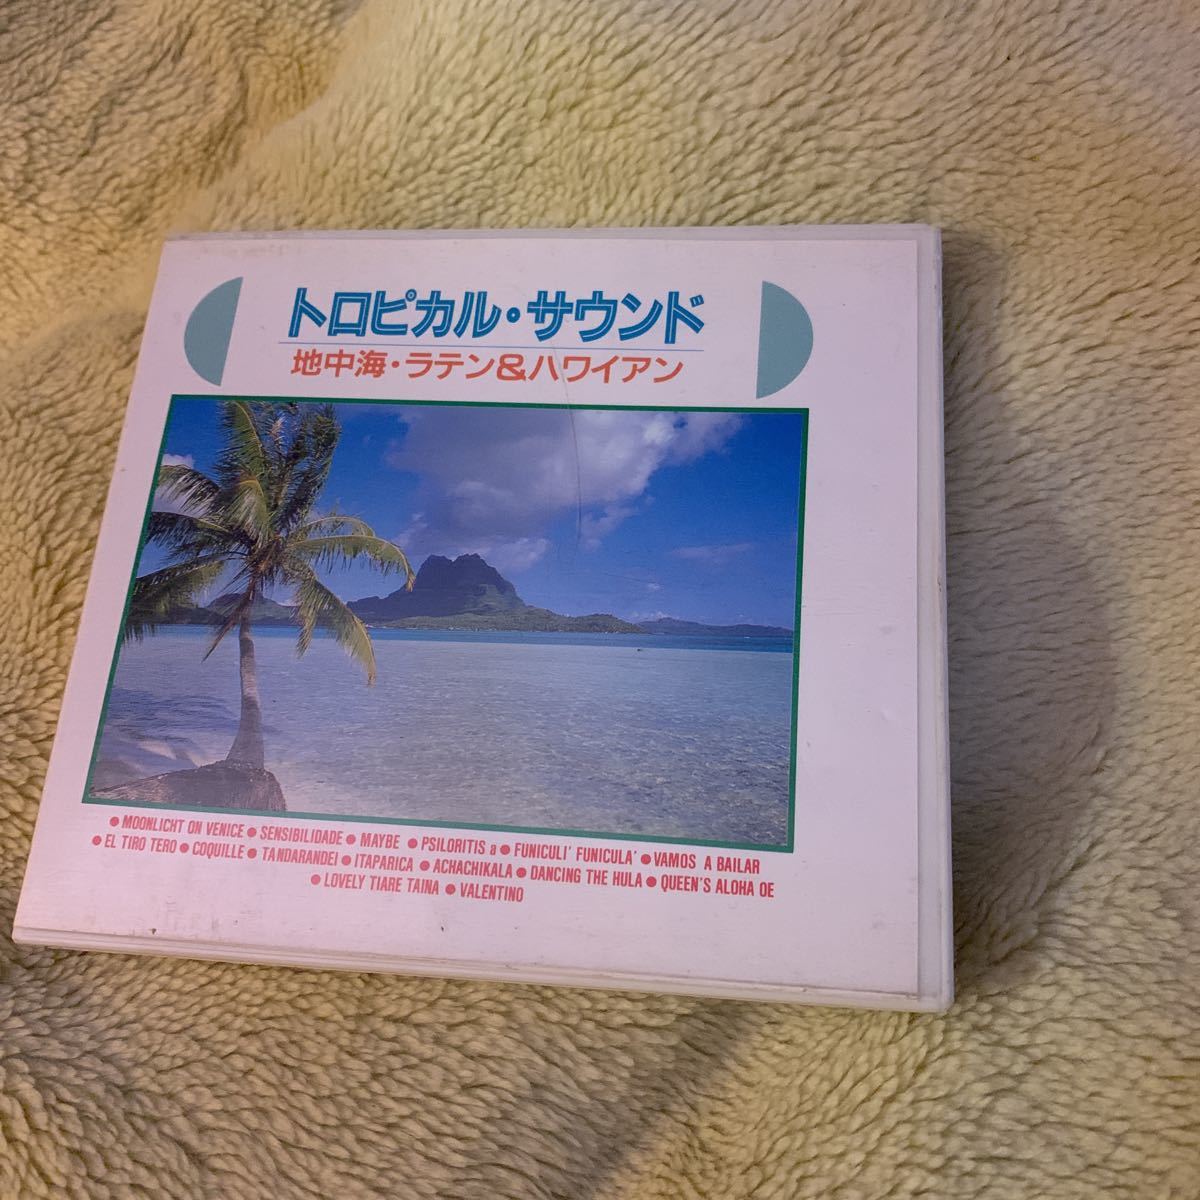 トロピカル・サウンド
地中海・ラテン&ハワイアン
●MOONLICHT ON VENICE●SENSIBILIDADE●MAYBE ●PSILORITIS a●FUNICULI' FUNICULA'●VAMOS A BAILAR
●EL TIRO TERO●COQUILLE●TANDARANDEI●ITAPARICA ●ACHACHIKALA●DANCING THE HULA●QUEEN'S ALOHA OE
●LOVELY TIARE TAINA ●VALENTINO